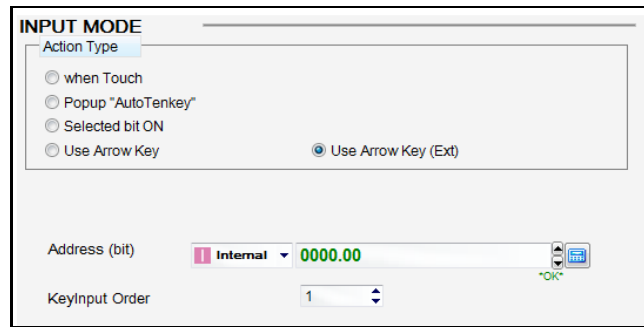 INPUT MODE
Action Type
when Touch
Popup "AutoTenkey"
Selected bit ON
Use Arrow Key Use Arrow Key (Ext)
Address (bit) Internal 0000.00
*OK*
KeyInput Order 1